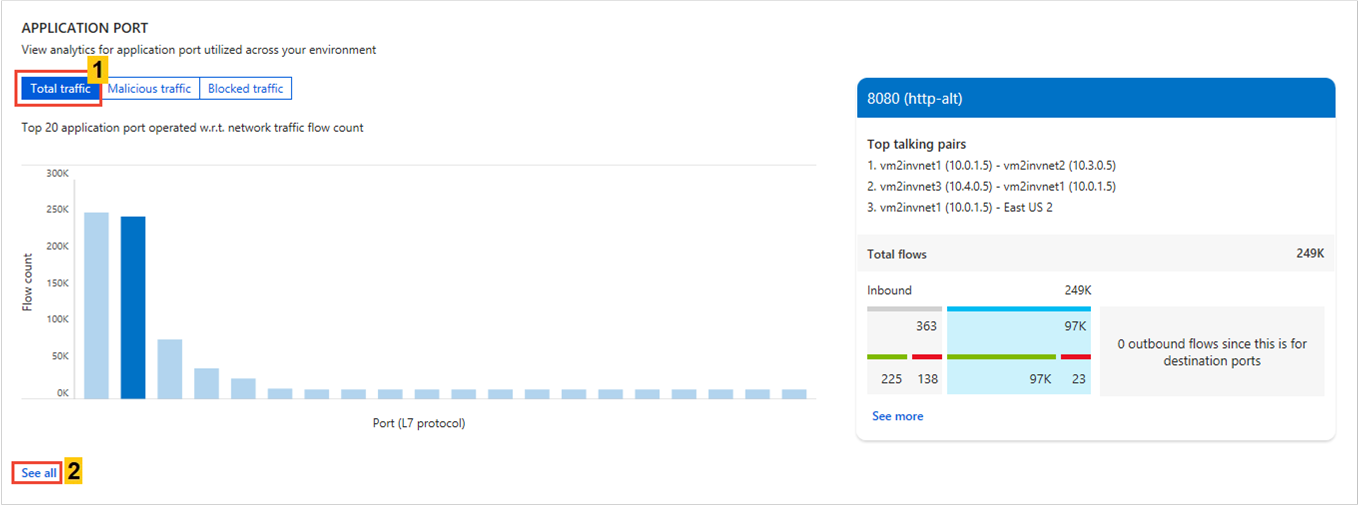 APPLICATION PORT
View analytics for application port utilized across your environment
1
Total traffic Malicious traffic Blocked traffic
Top 20 application port operated w.r.t. network traffic flow count
300K
250K
200K
150K
100K
50K
0K
Flow count
Port (L7 protocol)
See all 2
8080 (http-alt)
Top talking pairs
1. vm2invnet1 (10.0.1.5) - vmm2invnet2 (10.3.0.5)
2. vm2invnet3 (10.4.0.5) - vmm2invnet1 (10.0.1.5)
3. vm2invnet1 (10.0.1.5) - East US 2
Total flows 249K
Inbound 249K
363 97K
225 138 97K 23
0 outbound flows since this is for
destination ports
See more